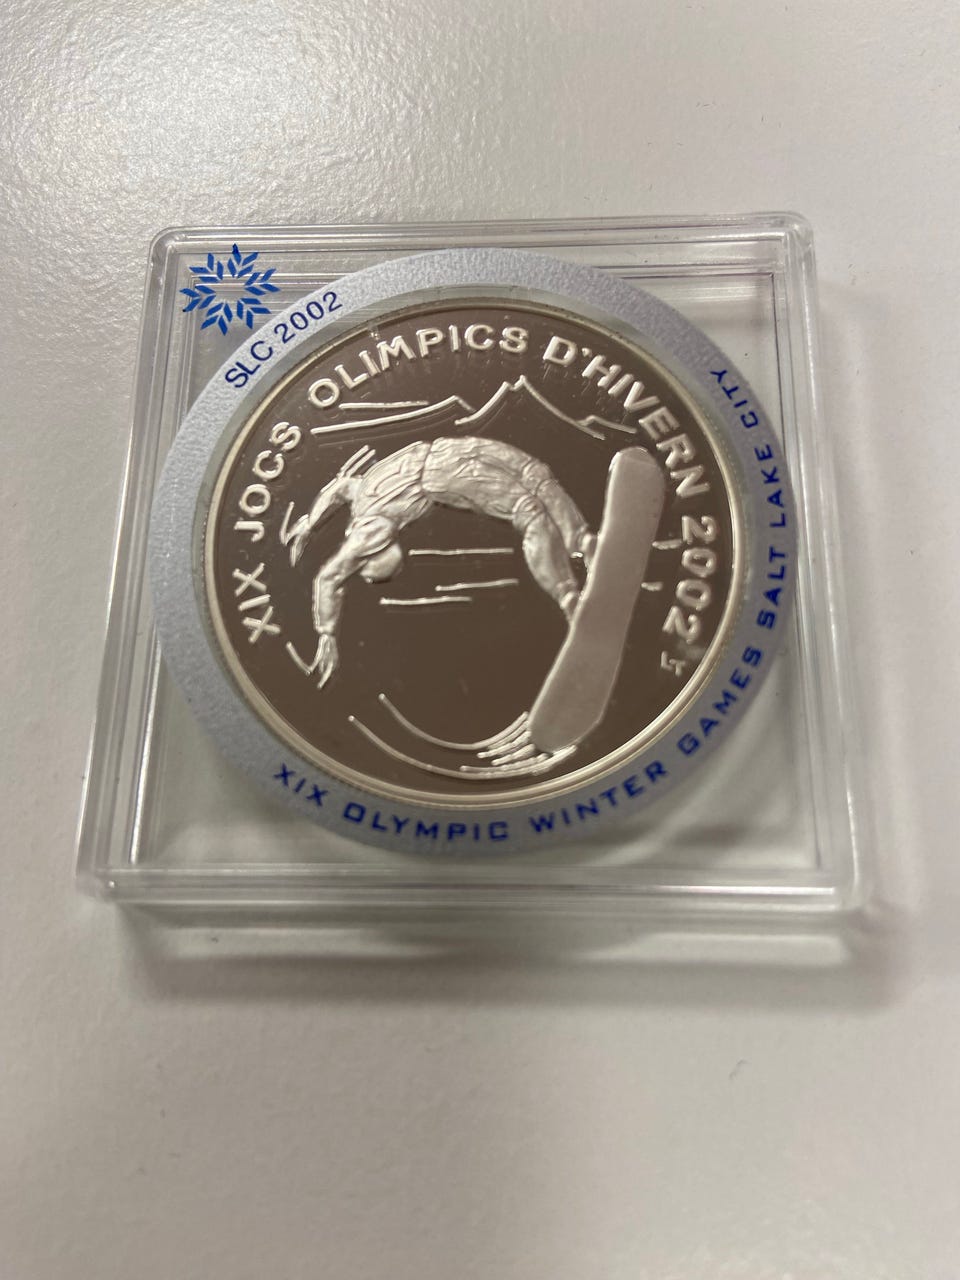 SLC 2002
XIX JOCS OLIMPICS D'HIVERN 2002
XIX OLYMPIC WINTER GAMES SALT LAKE CITY